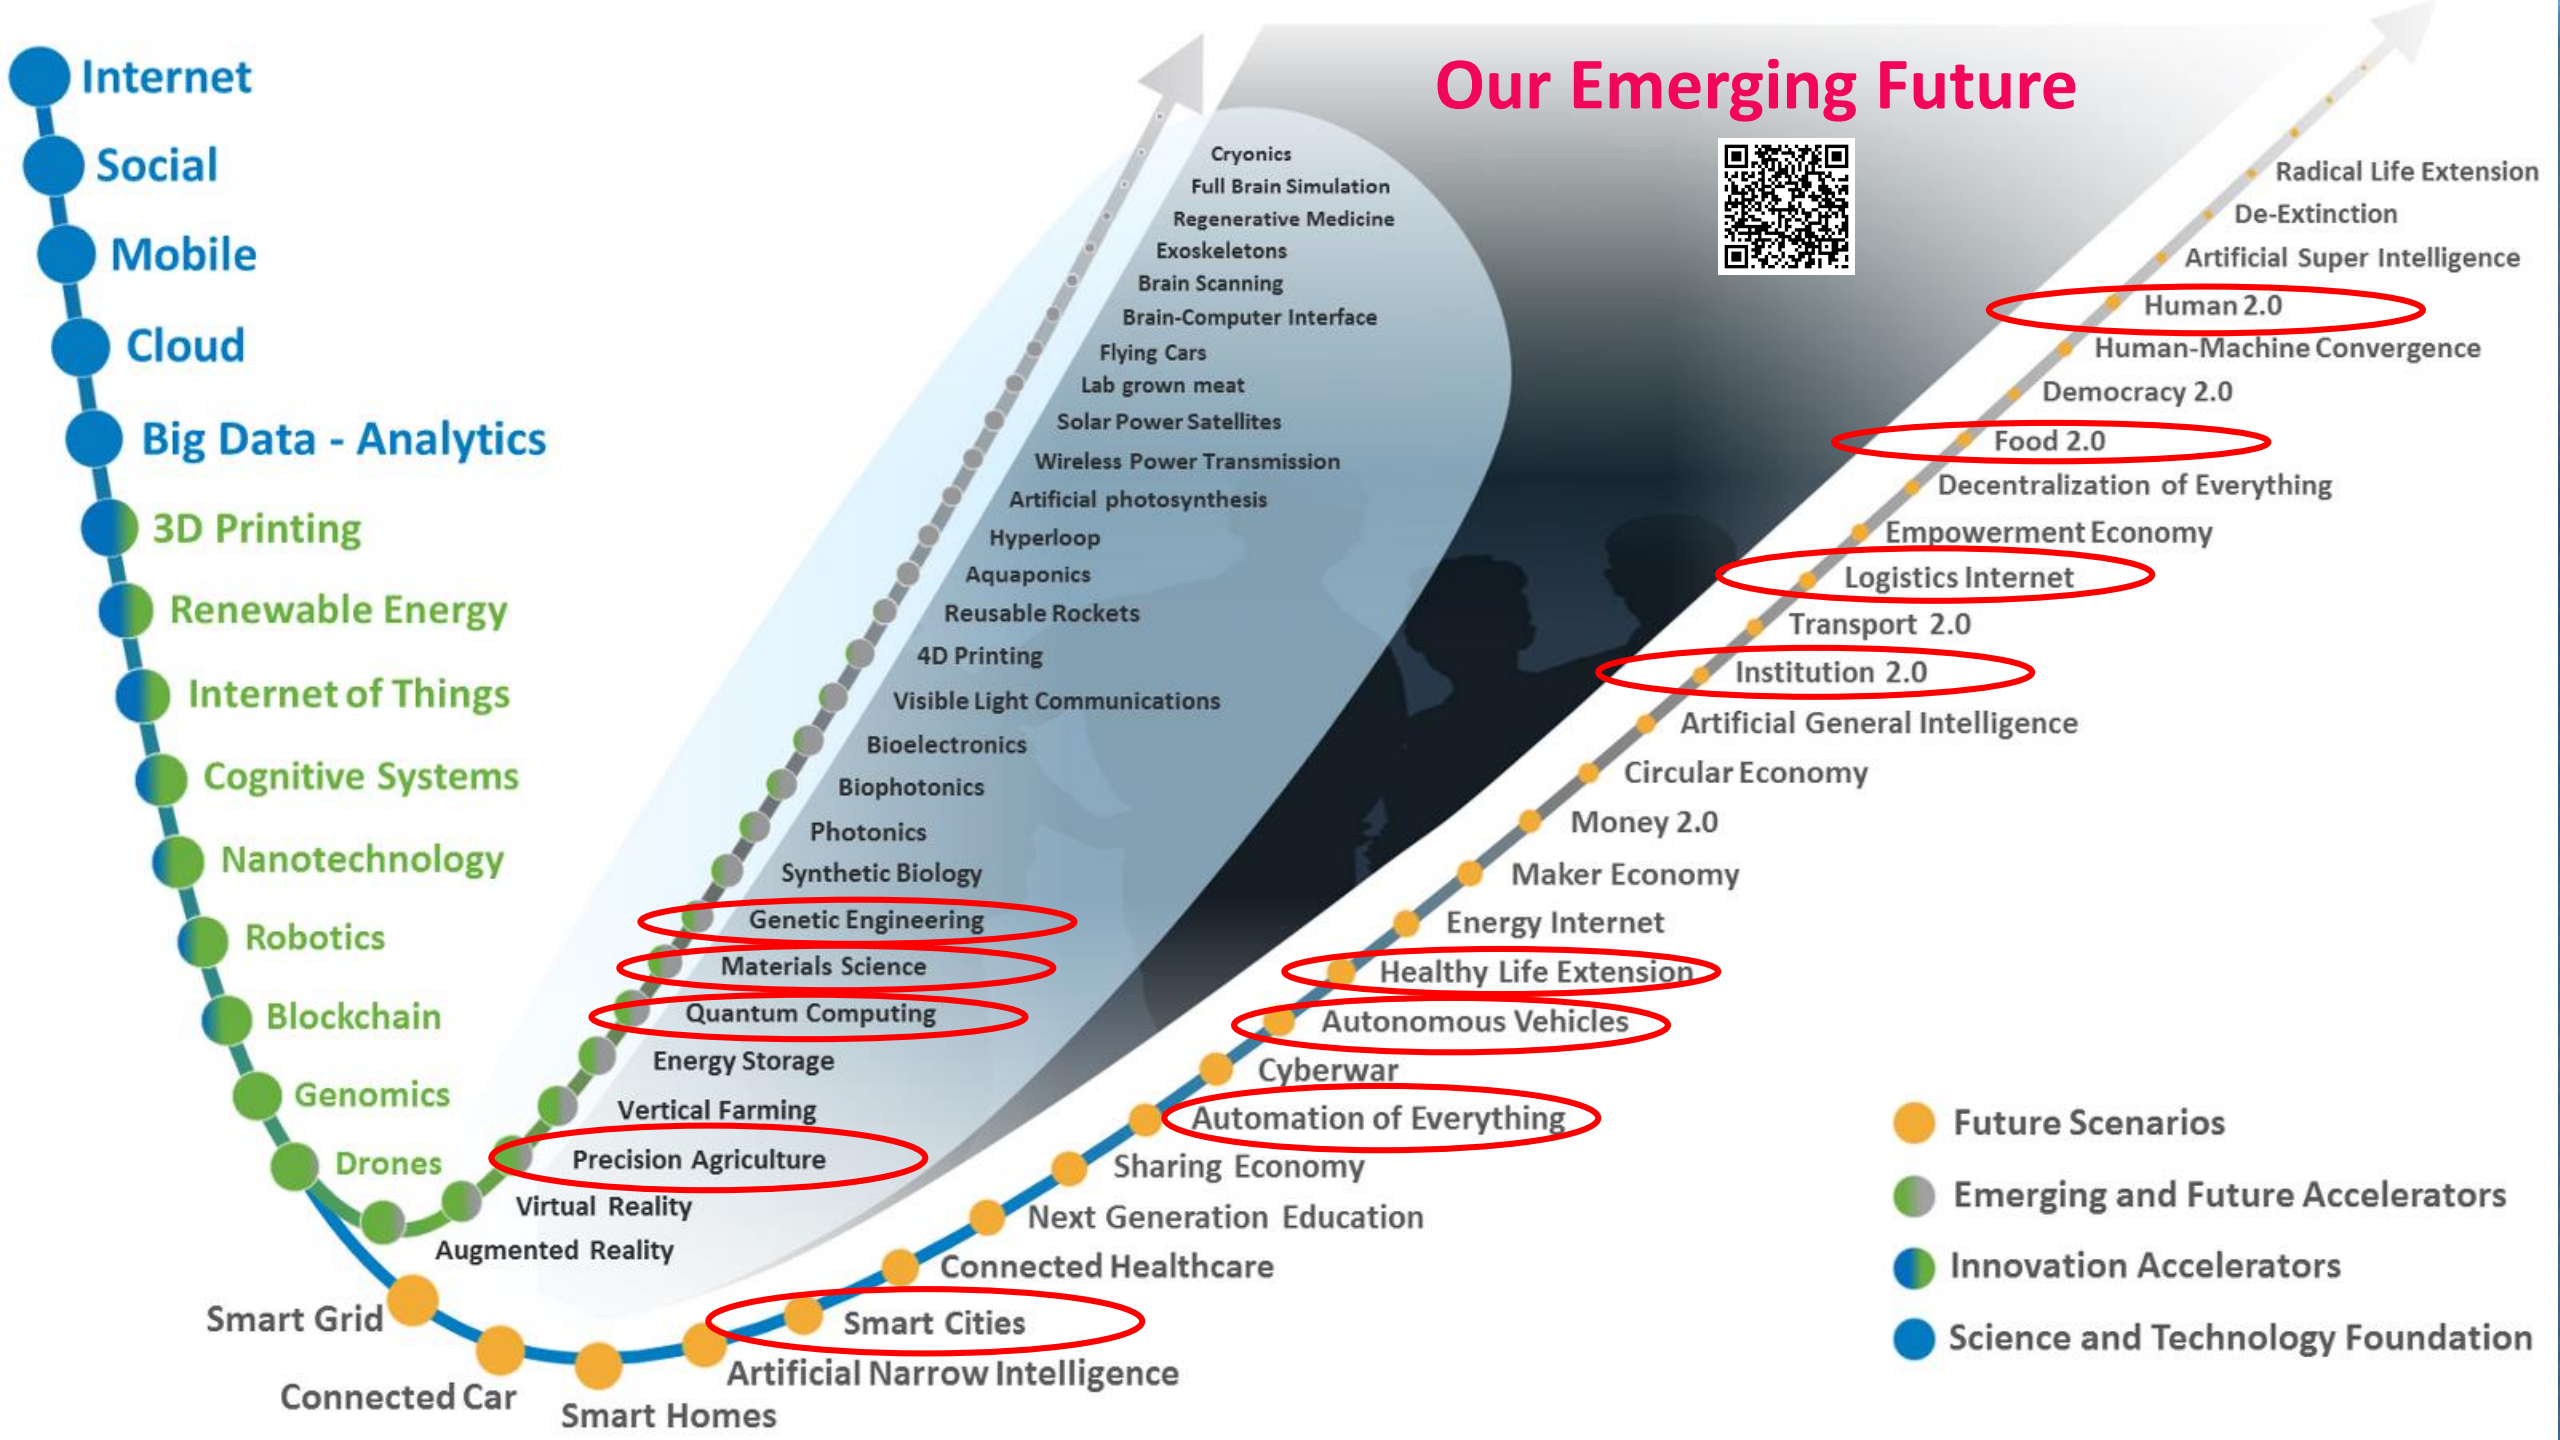 Our Emerging Future
Internet
Social
Mobile
Cloud
Big Data - Analytics
3D Printing
Renewable Energy
Internet of Things
Cognitive Systems
Nanotechnology
Robotics
Blockchain
Genomics
Drones
Cryonics
Full Brain Simulation
Regenerative Medicine
Exoskeletons
Brain Scanning
Brain-Computer Interface
Flying Cars
Lab grown meat
Solar Power Satellites
Wireless Power Transmission
Artificial photosynthesis
Hyperloop
Aquaponics
Reusable Rockets
4D Printing
Visible Light Communications
Bioelectronics
Biophotonics
Photonics
Synthetic Biology
Genetic Engineering
Materials Science
Quantum Computing
Energy Storage
Vertical Farming
Precision Agriculture
Virtual Reality
Augmented Reality
Radical Life Extension
De-Extinction
Artificial Super Intelligence
Human 2.0
Human-Machine Convergence
Democracy 2.0
Food 2.0
Decentralization of Everything
Empowerment Economy
Logistics Internet
Transport 2.0
Institution 2.0
Artificial General Intelligence
Circular Economy
Money 2.0
Maker Economy
Energy Internet
Healthy Life Extension
Autonomous Vehicles
Cyberwar
Automation of Everything
Sharing Economy
Next Generation Education
Connected Healthcare
Smart Cities
Artificial Narrow Intelligence
Smart Homes
Connected Car
Smart Grid
Future Scenarios
Emerging and Future Accelerators
Innovation Accelerators
Science and Technology Foundation